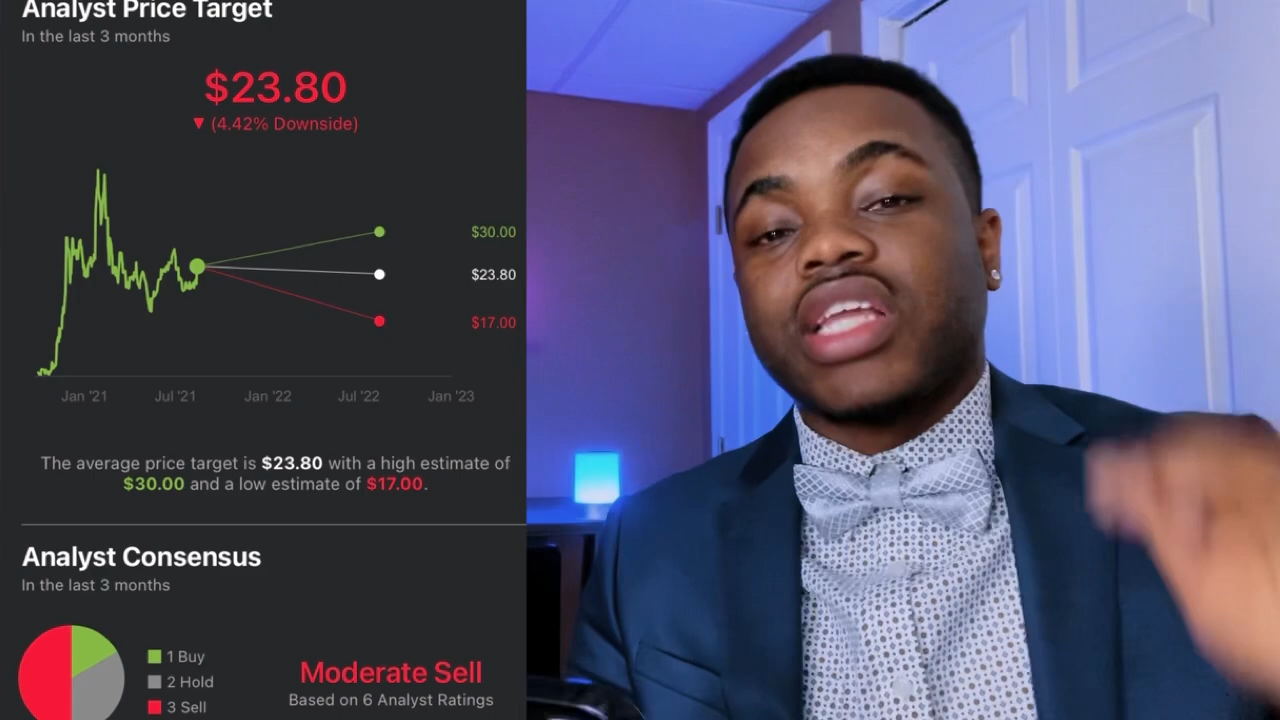 Analyst Price Target
In the last 3 months
$23.80
▼ (4.42% Downside)
$30.00
$23.80
$17.00
Jan '21 Jul '21 Jan '22 Jul '22 Jan '23
The average price target is $23.80 with a high estimate of
$30.00 and a low estimate of $17.00.
Analyst Consensus
In the last 3 months
1 Buy
2 Hold
3 Sell
Moderate Sell
Based on 6 Analyst Ratings